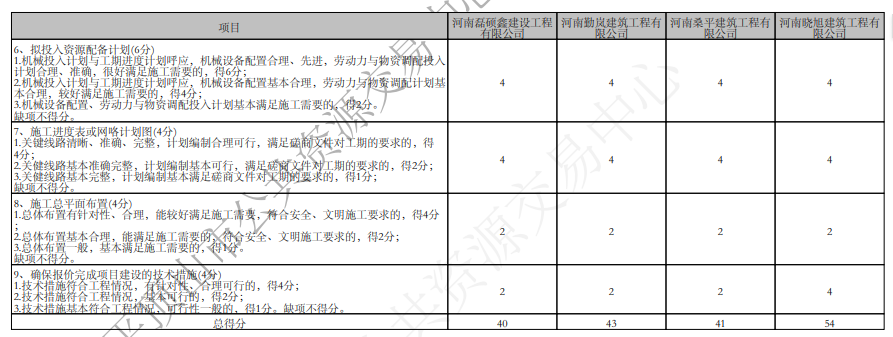 项目
河南磊硕鑫建设工程有限公司
河南勤岚建筑工程有限公司
河南桑平建筑工程有限公司
河南晓旭建筑工程有限公司
6、拟投入资源配备计划(6分)
1.机械投入计划与工期进度计划呼应，机械设备配置合理、先进，劳动力与物资调配投入
计划合理、准确，很好满足施工需要的，得6分；
2.机械投入计划与工期进度计划呼应，机械设备配置基本合理，劳动力与物资调配计划基
本合理，较好满足施工需要的，得4分；
3.机械设备配置、劳动力与物资调配投入计划基本满足施工需要的，得2分。
缺项不得分。
4 4 4 4
7、施工进度表或网络计划图(4分)
1.关键线路清晰、准确、完整，计划编制合理可行，满足磋商文件对工期的要求的，得
4分；
2.关健线路基本准确完整，计划编制基本可行，满足磋商文件对工期的要求的，得2分；
3.关健线路基本完整，计划编制基本满足磋商文件对工期的要求的，得1分；
缺项不得分。
4 4 4 4
8、施工总平面布置(4分)
1.总体布置有针对性、合理，能较好满足施工需要，符合安全、文明施工要求的，得4分
；
2.总体布置基本合理，能满足施工需要的，符合安全、文明施工要求的，得2分；
3.总体布置一般，基本满足施工需要的，得1分。
缺项不得分。
2 2 2 2
9、确保报价完成项目建设的技术措施(4分)
1.技术措施符合工程情况，有针对性、合理可行的，得4分；
2.技术措施符合工程情况，基本可行的，得2分；
3.技术措施基本符合工程情况，可行性一般的，得1分。缺项不得分。
2 2 2 4
总得分 40 43 41 54
平顶山市公共资源交易中心
公共资源交易中心